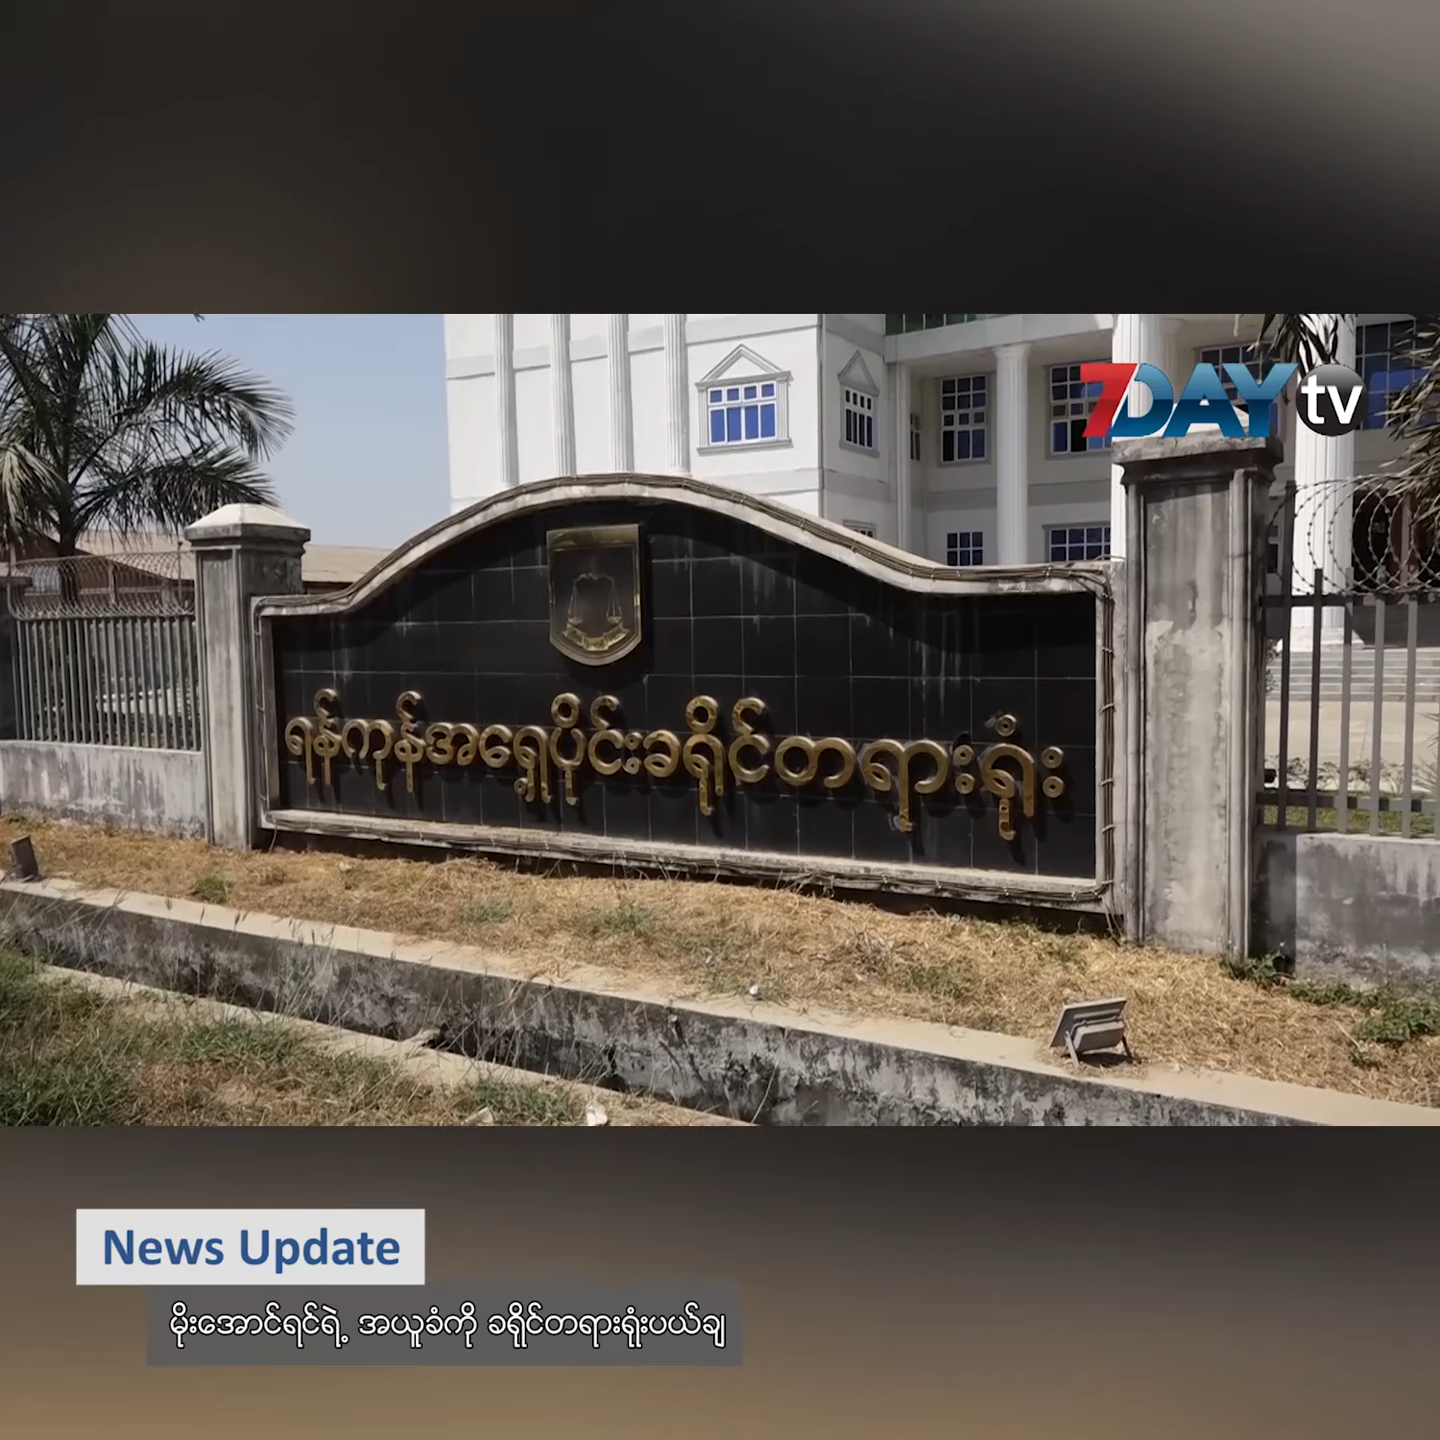 7DAY tv
ရန်ကုန်အရှေ့ပိုင်းခရိုင်တရားရုံး
News Update
မိုးအောင်ရင်ရဲ့ အယူခံကို ခရိုင်တရားရုံးပယ်ချ